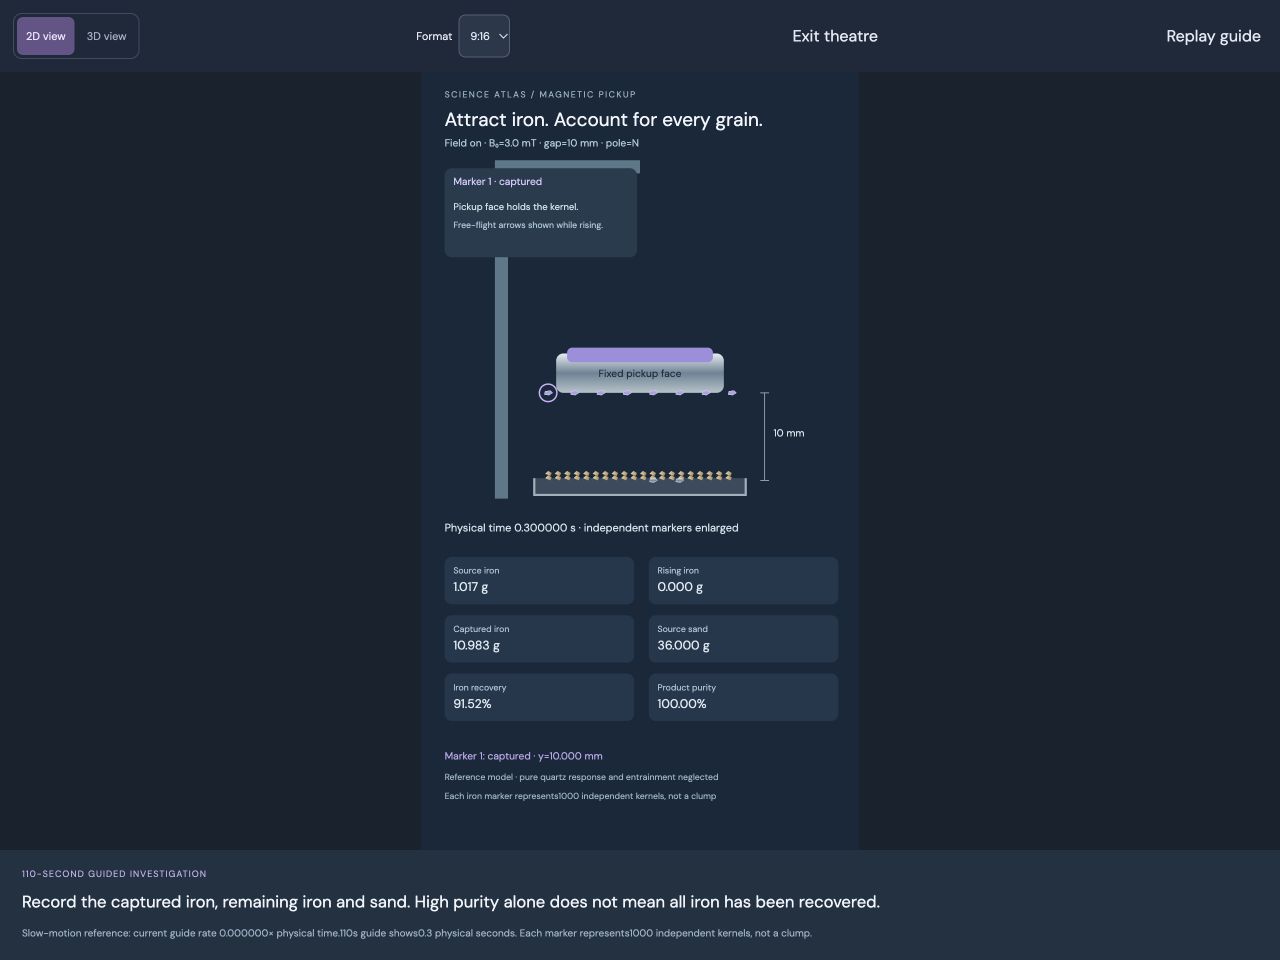 2D view
3D view
Format
9:16
Exit theatre
Replay guide
SCIENCE ATLAS / MAGNETIC PICKUP
Attract iron. Account for every grain.
Field on · B₀=3.0 mT · gap=10 mm · pole=N
Marker 1 · captured
Pickup face holds the kernel.
Free-flight arrows shown while rising.
Fixed pickup face
10 mm
Physical time 0.300000 s · independent markers enlarged
Source iron
1.017 g
Rising iron
0.000 g
Captured iron
10.983 g
Source sand
36.000 g
Iron recovery
91.52%
Product purity
100.00%
Marker 1: captured · y=10.000 mm
Reference model · pure quartz response and entrainment neglected
Each iron marker represents1000 independent kernels, not a clump
110-SECOND GUIDED INVESTIGATION
Record the captured iron, remaining iron and sand. High purity alone does not mean all iron has been recovered.
Slow-motion reference: current guide rate 0.000000× physical time.110s guide shows0.3 physical seconds. Each marker represents1000 independent kernels, not a clump.